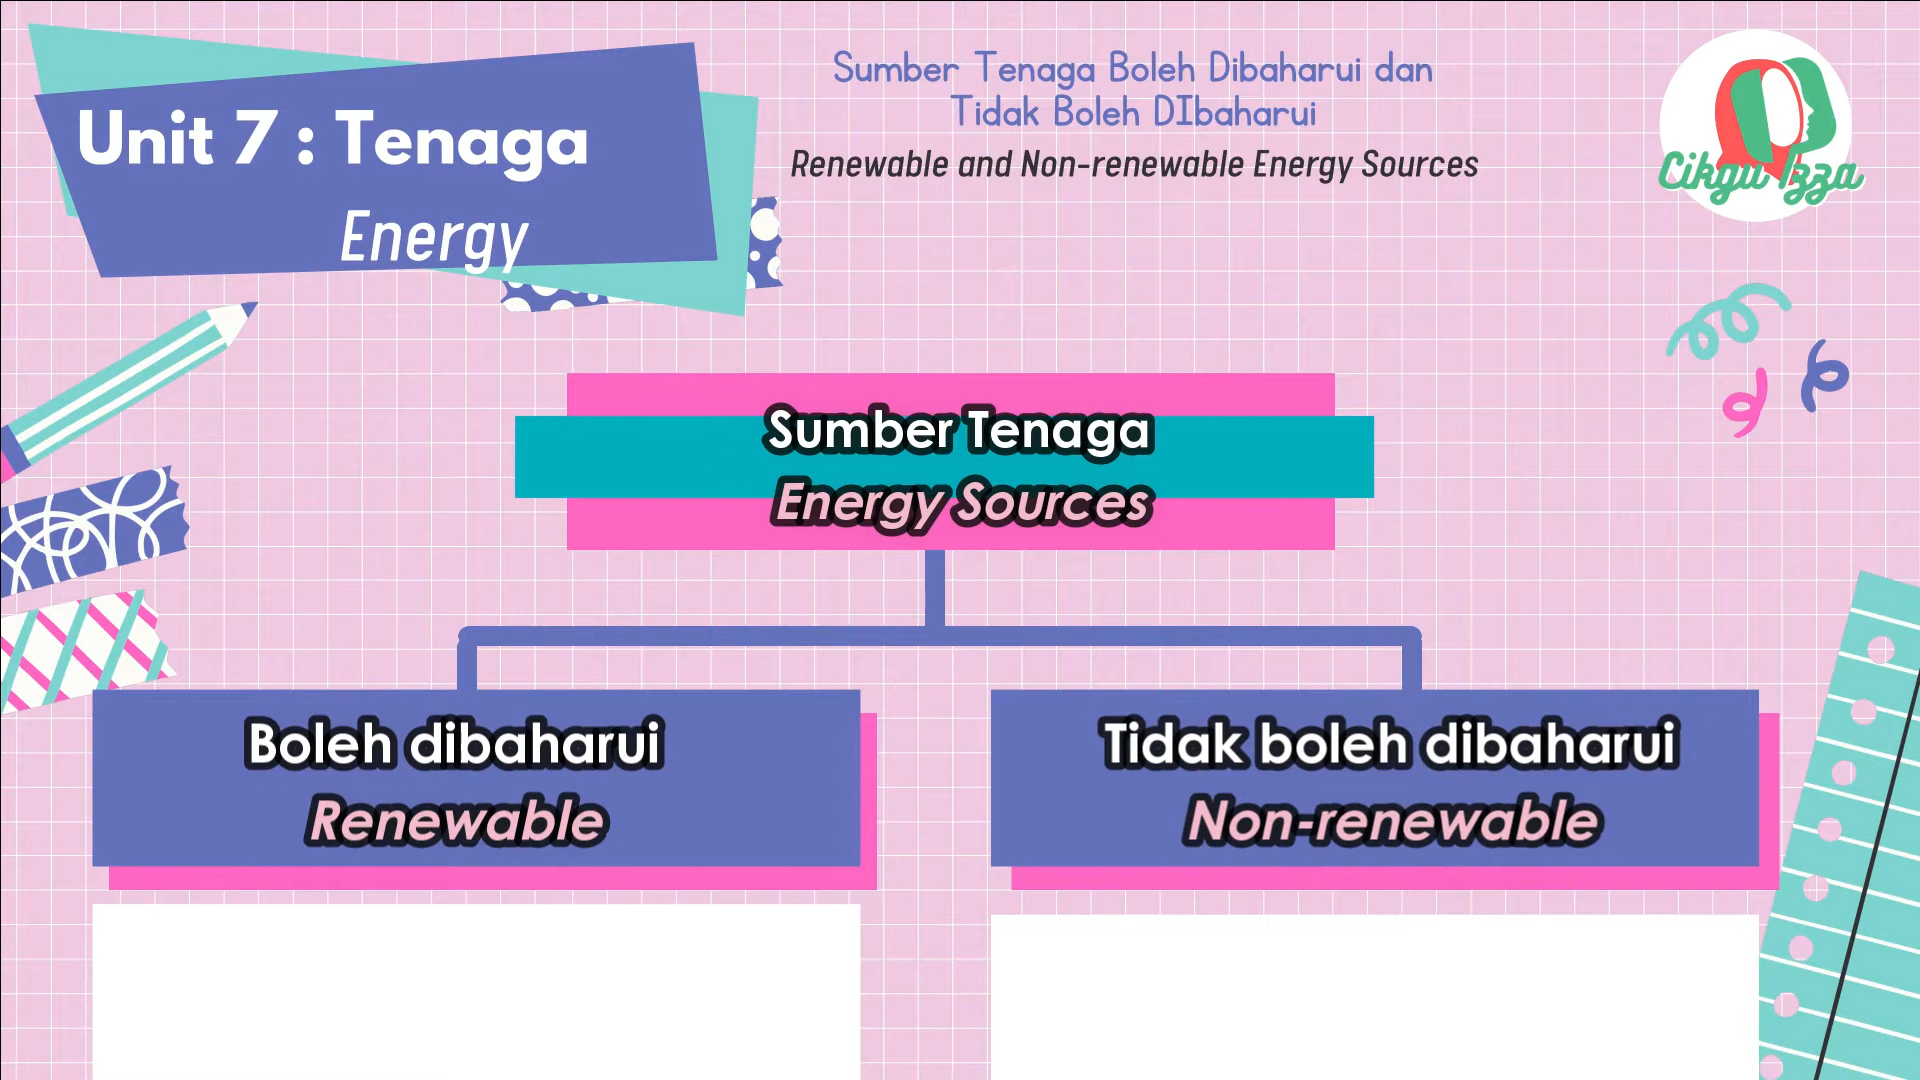 Unit 7 : Tenaga
Energy
Sumber Tenaga Boleh Dibaharui dan
Tidak Boleh DIbaharui
Renewable and Non-renewable Energy Sources
Cikgu Izza
Sumber Tenaga
Energy Sources
Boleh dibaharui
Renewable
Tidak boleh dibaharui
Non-renewable